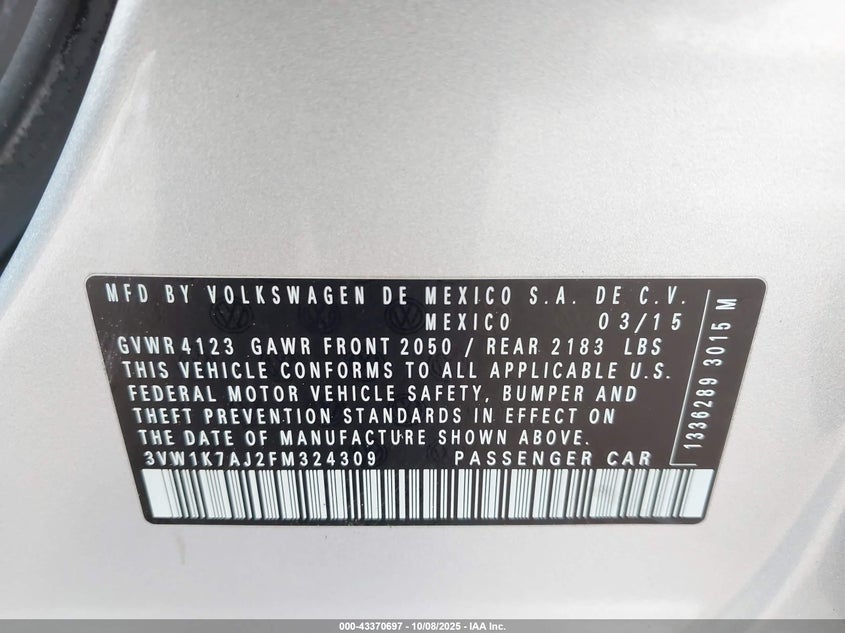 MFD BY VOLKSWAGEN DE MEXICO S.A. DE C.V.
MEXICO 03/15
GVWR 4123 GAWR FRONT 2050 / REAR 2183 LBS
THIS VEHICLE CONFORMS TO ALL APPLICABLE U.S.
FEDERAL MOTOR VEHICLE SAFETY, BUMPER AND
THEFT PREVENTION STANDARDS IN EFFECT ON
THE DATE OF MANUFACTURE SHOWN ABOVE.
3VW1K7AJ2FM324309 PASSENGER CAR
1336289 3015 M
000-43370697 - 10/08/2025 - IAA Inc.